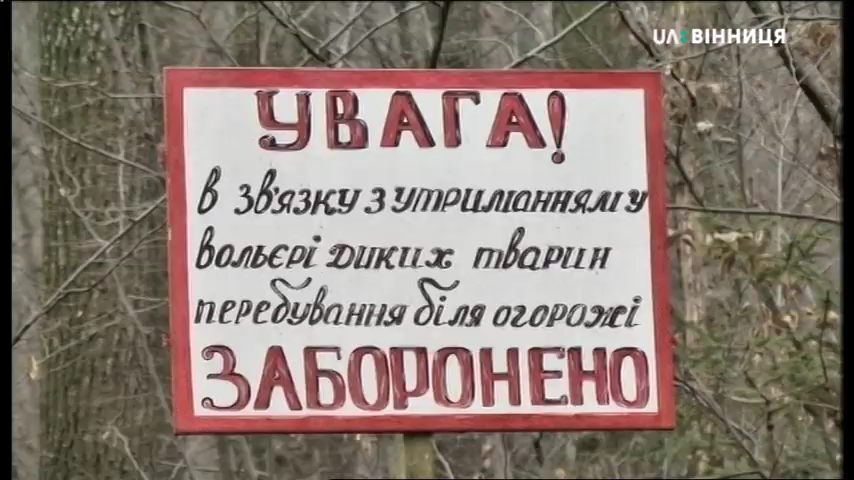 UA:ВІННИЦЯ
УВАГА!
в зв'язку з утриманням у
вольєрі диких тварин
перебування біля огорожі
ЗАБОРОНЕНО